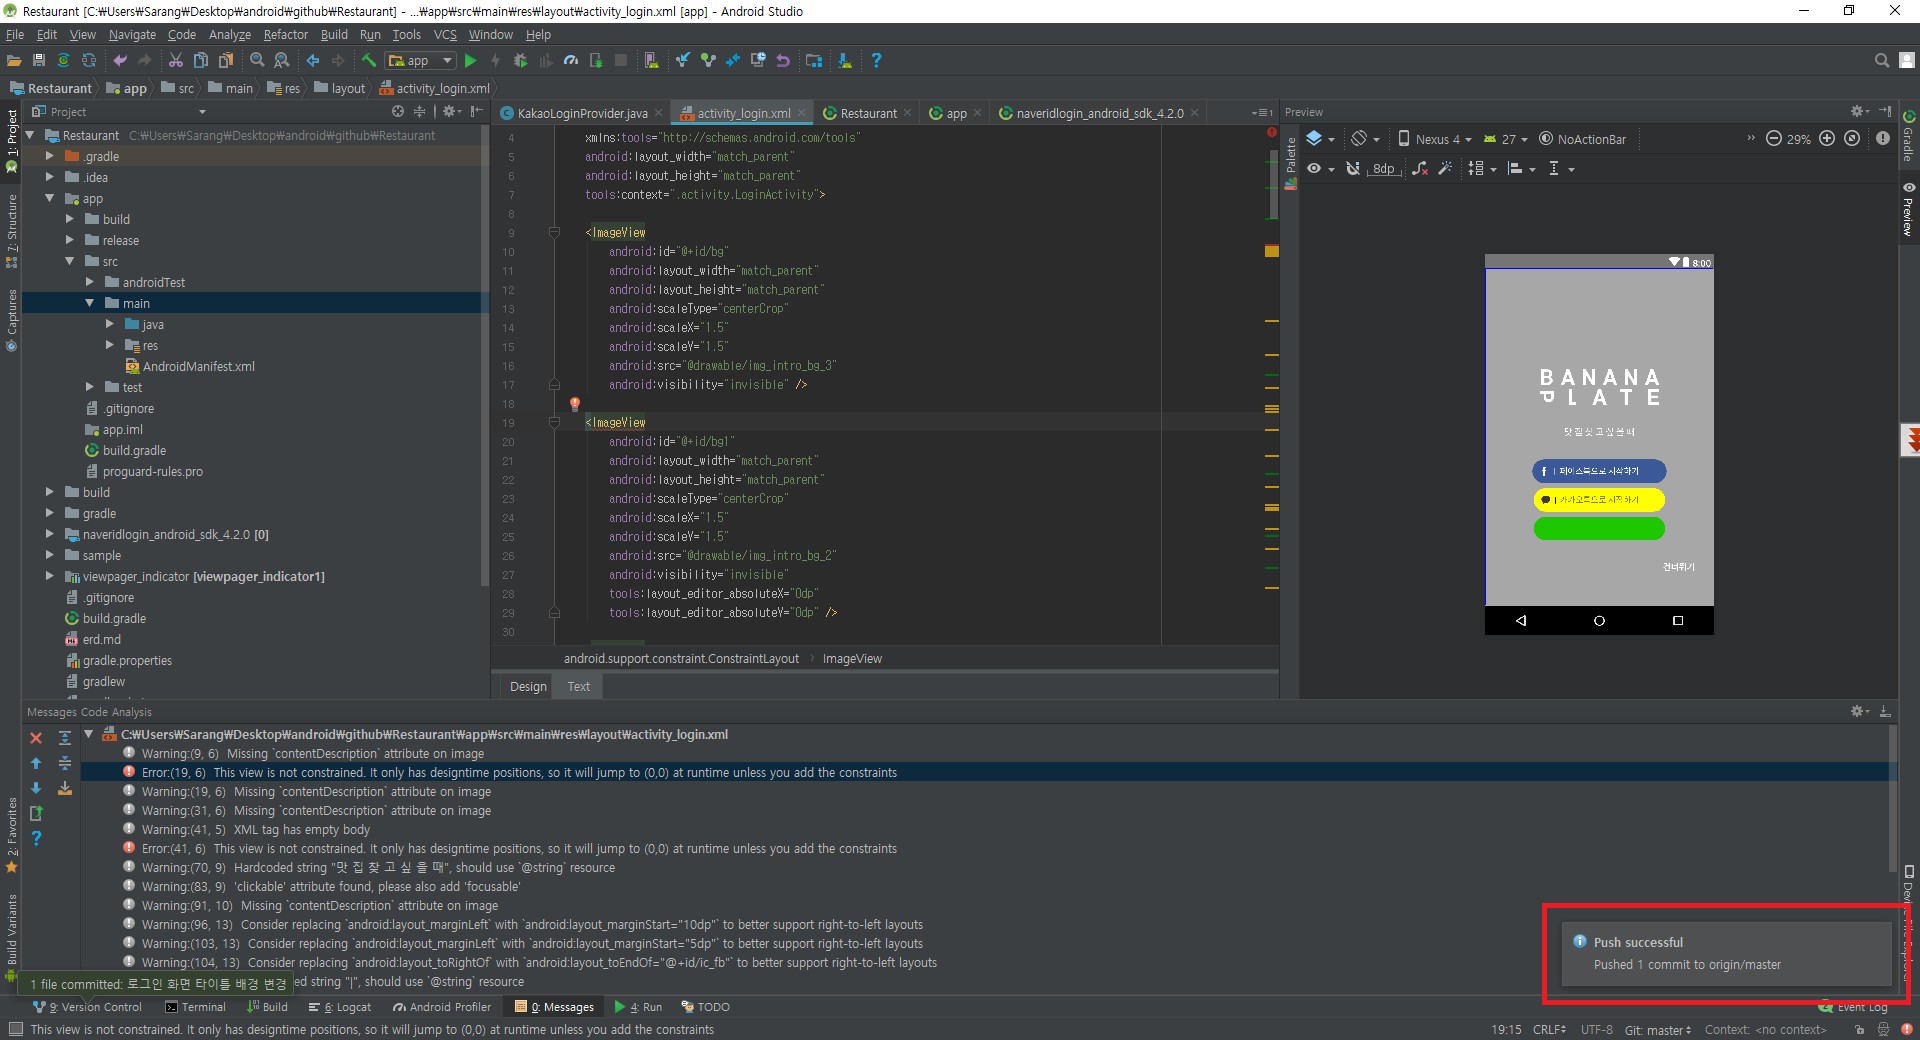 Restaurant [C:₩Users₩Sarang₩Desktop₩android₩github₩Restaurant] - ...₩app₩src₩main₩res₩layout₩activity_login.xml [app] - Android Studio
File Edit View Navigate Code Analyze Refactor Build Run Tools VCS Window Help
app
Restaurant app src main res layout activity_login.xml
Project
KakaoLoginProvider.java activity_login.xml Restaurant app naveridlogin_android_sdk_4.2.0
Preview
1: Project
7: Structure
Captures
2: Favorites
Build Variants
Restaurant C:₩Users₩Sarang₩Desktop₩android₩github₩Restaurant
.gradle
.idea
app
build
release
src
androidTest
main
java
res
AndroidManifest.xml
test
.gitignore
app.iml
build.gradle
proguard-rules.pro
build
gradle
naveridlogin_android_sdk_4.2.0 [0]
sample
viewpager_indicator [viewpager_indicator1]
.gitignore
build.gradle
erd.md
gradle.properties
gradlew
4 xmlns:tools="http://schemas.android.com/tools"
5 android:layout_width="match_parent"
6 android:layout_height="match_parent"
7 tools:context=".activity.LoginActivity">
8
9 <ImageView
10 android:id="@+id/bg"
11 android:layout_width="match_parent"
12 android:layout_height="match_parent"
13 android:scaleType="centerCrop"
14 android:scaleX="1.5"
15 android:scaleY="1.5"
16 android:src="@drawable/img_intro_bg_3"
17 android:visibility="invisible" />
18
19 <ImageView
20 android:id="@+id/bg1"
21 android:layout_width="match_parent"
22 android:layout_height="match_parent"
23 android:scaleType="centerCrop"
24 android:scaleX="1.5"
25 android:scaleY="1.5"
26 android:src="@drawable/img_intro_bg_2"
27 android:visibility="invisible"
28 tools:layout_editor_absoluteX="0dp"
29 tools:layout_editor_absoluteY="0dp" />
30
android.support.constraint.ConstraintLayout ImageView
Design Text
Palette
Nexus 4 27 NoActionBar 29%
8dp
8:00
BANANA
PLATE
맛 집 찾 고 싶 을 때
페이스북으로 시작하기
카카오톡으로 시작하기
건너뛰기
Gradle
Preview
Messages Code Analysis
C:₩Users₩Sarang₩Desktop₩android₩github₩Restaurant₩app₩src₩main₩res₩layout₩activity_login.xml
Warning:(9, 6) Missing `contentDescription` attribute on image
Error:(19, 6) This view is not constrained. It only has designtime positions, so it will jump to (0,0) at runtime unless you add the constraints
Warning:(19, 6) Missing `contentDescription` attribute on image
Warning:(31, 6) Missing `contentDescription` attribute on image
Warning:(41, 5) XML tag has empty body
Error:(41, 6) This view is not constrained. It only has designtime positions, so it will jump to (0,0) at runtime unless you add the constraints
Warning:(70, 9) Hardcoded string "맛 집 찾 고 싶 을 때", should use `@string` resource
Warning:(83, 9) 'clickable' attribute found, please also add 'focusable'
Warning:(91, 10) Missing `contentDescription` attribute on image
Warning:(96, 13) Consider replacing `android:layout_marginLeft` with `android:layout_marginStart="10dp"` to better support right-to-left layouts
Warning:(103, 13) Consider replacing `android:layout_marginLeft` with `android:layout_marginStart="5dp"` to better support right-to-left layouts
Warning:(104, 13) Consider replacing `android:layout_toRightOf` with `android:layout_toEndOf="@+id/ic_fb"` to better support right-to-left layouts
ed string "|", should use `@string` resource
1 file committed: 로그인 화면 타이틀 배경 변경
Push successful
Pushed 1 commit to origin/master
9: Version Control Terminal Build 6: Logcat Android Profiler 0: Messages 4: Run TODO Event Log
This view is not constrained. It only has designtime positions, so it will jump to (0,0) at runtime unless you add the constraints
19:15 CRLF UTF-8 Git: master Context: <no context>